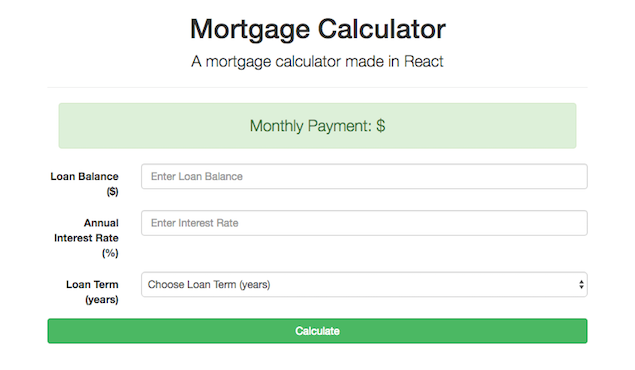 Mortgage Calculator
A mortgage calculator made in React
Monthly Payment: $
Loan Balance
($)
Enter Loan Balance
Annual
Interest Rate
(%)
Enter Interest Rate
Loan Term
(years)
Choose Loan Term (years)
Calculate